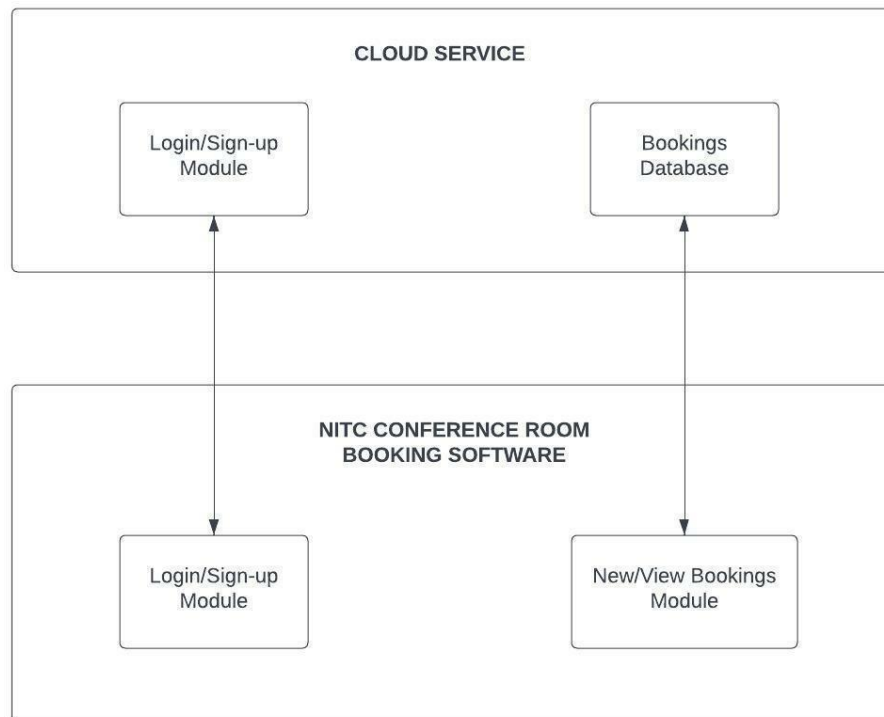 CLOUD SERVICE
Login/Sign-up
Module
Bookings
Database
NITC CONFERENCE ROOM
BOOKING SOFTWARE
Login/Sign-up
Module
New/View Bookings
Module